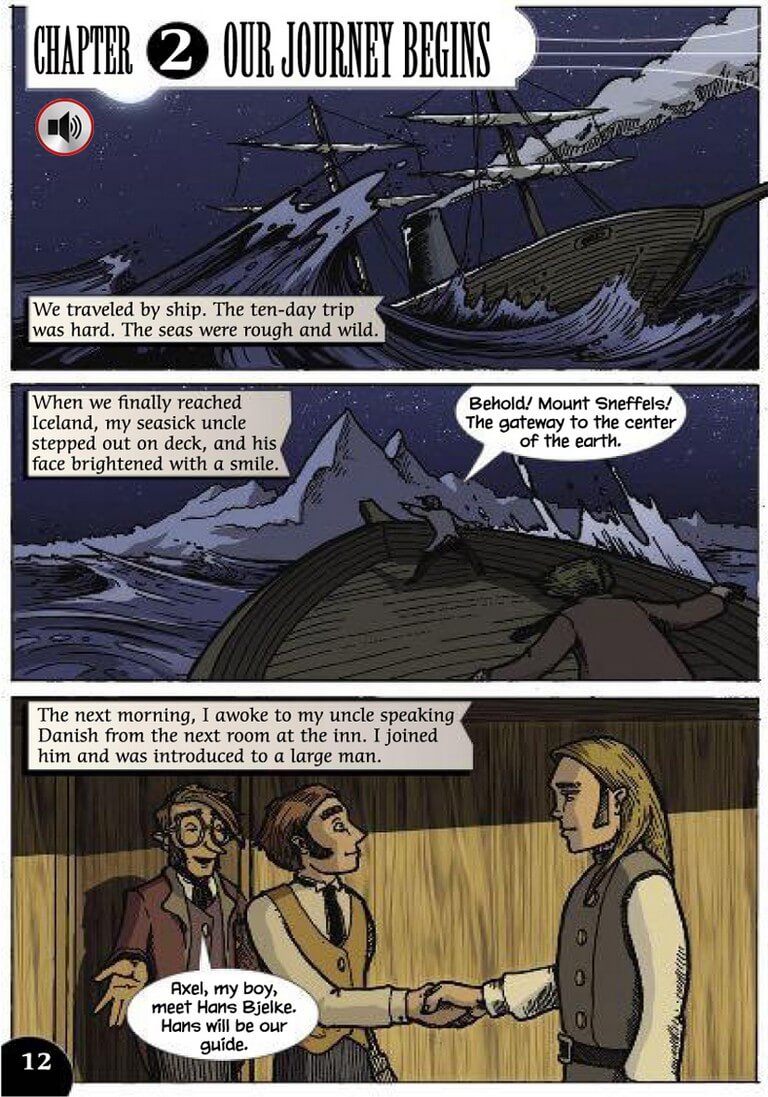 CHAPTER 2 OUR JOURNEY BEGINS
We traveled by ship. The ten-day trip
was hard. The seas were rough and wild.
When we finally reached
Iceland, my seasick uncle
stepped out on deck, and his
face brightened with a smile.
Behold! Mount Sneffels!
The gateway to the center
of the earth.
The next morning, I awoke to my uncle speaking
Danish from the next room at the inn. I joined
him and was introduced to a large man.
Axel, my boy,
meet Hans Bjelke.
Hans will be our
guide.
12